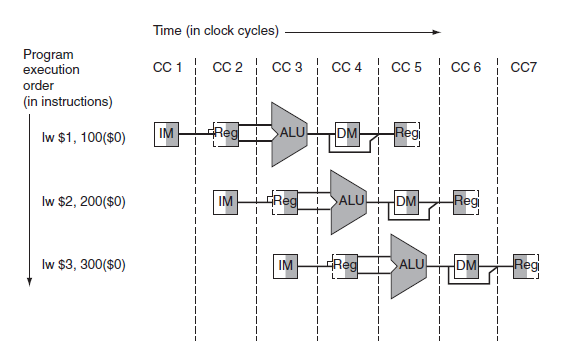 Time (in clock cycles)
Program
execution
order
(in instructions)
CC 1 CC 2 CC 3 CC 4 CC 5 CC 6 CC7
lw $1, 100($0) IM Reg ALU DM Reg
lw $2, 200($0) IM Reg ALU DM Reg
lw $3, 300($0) IM Reg ALU DM Reg